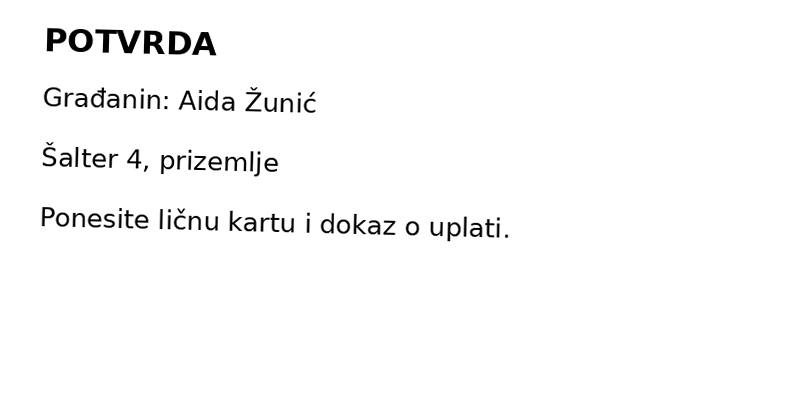 POTVRDA
Građanin: Aida Žunić
Šalter 4, prizemlje
Ponesite ličnu kartu i dokaz o uplati.